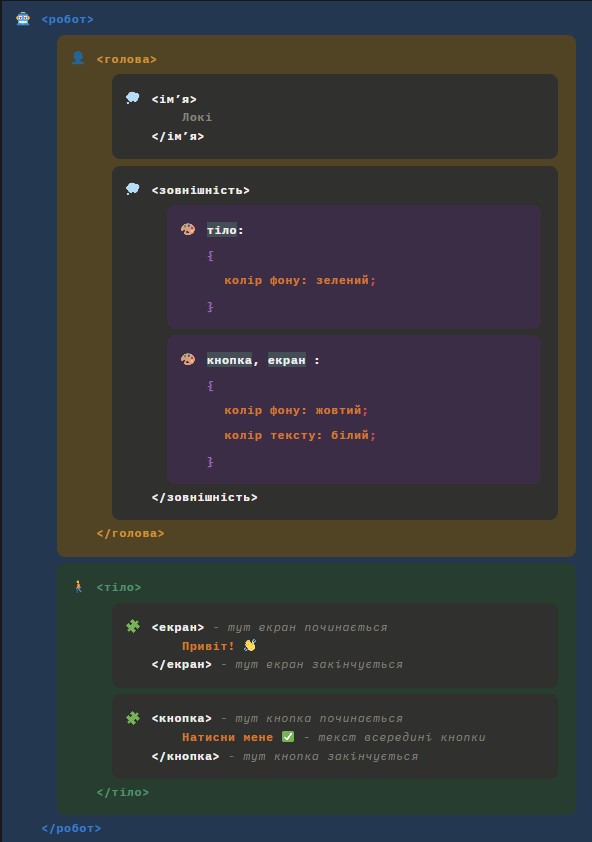 <робот>
<голова>
<ім’я>
Локі
</ім’я>
<зовнішність>
тіло:
{
колір фону: зелений;
}
кнопка, екран :
{
колір фону: жовтий;
колір тексту: білий;
}
</зовнішність>
</голова>
<тіло>
<екран> - тут екран починається
Привіт! 👋
</екран> - тут екран закінчується
<кнопка> - тут кнопка починається
Натисни мене ✅ - текст всередині кнопки
</кнопка> - тут кнопка закінчується
</тіло>
</робот>